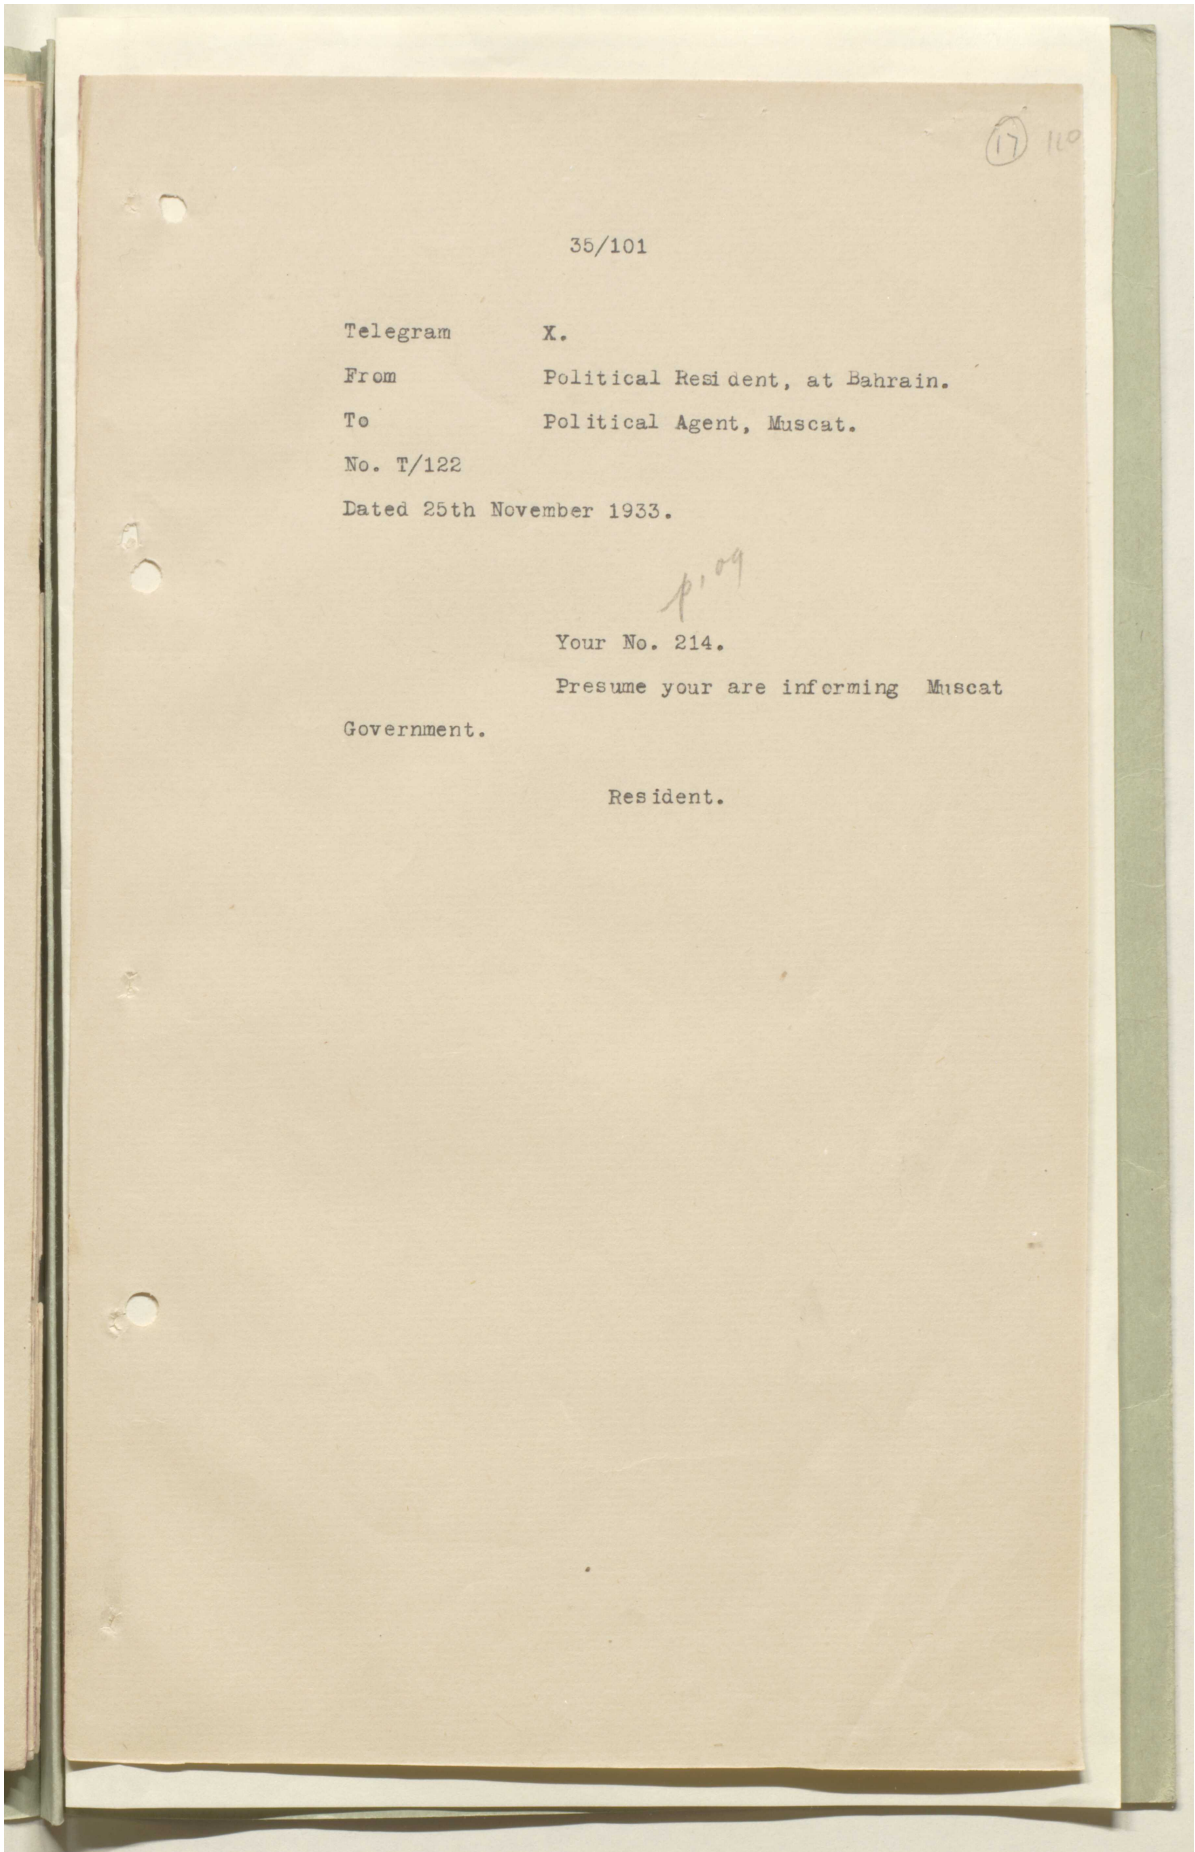 17 110
35/101
Telegram X.
From Political Resident, at Bahrain.
To Political Agent, Muscat.
No. T/122
Dated 25th November 1933.
p. 109
Your No. 214.
Presume your are informing Muscat
Government.
Resident.